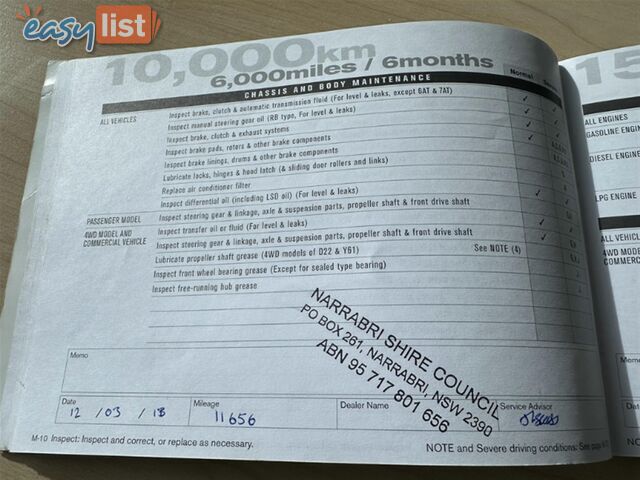 easylist
10,000km
6,000miles / 6months
CHASSIS AND BODY MAINTENANCE
Normal
ALL VEHICLES
Inspect brake, clutch & automatic transmission fluid (For level & leaks, except 6AT & 7AT)
Inspect manual steering gear oil (RB type, For level & leaks)
Inspect brake, clutch & exhaust systems
Inspect brake pads, rotors & other brake components
Inspect brake linings, drums & other brake components
Lubricate locks, hinges & hood latch (& sliding door rollers and links)
Replace air conditioner filter
Inspect differential oil (including LSD oil) (For level & leaks)
PASSENGER MODEL Inspect steering gear & linkage, axle & suspension parts, propeller shaft & front drive shaft
4WD MODEL AND Inspect transfer oil or fluid (For level & leaks)
COMMERCIAL VEHICLE Inspect steering gear & linkage, axle & suspension parts, propeller shaft & front drive shaft
Lubricate propeller shaft grease (4WD models of D22 & Y61) See NOTE (4)
Inspect front wheel bearing grease (Except for sealed type bearing)
Inspect free-running hub grease
NARRABRI SHIRE COUNCIL
PO BOX 261, NARRABRI, NSW 2390
ABN 95 717 801 656
Memo
Date Mileage Dealer Name Service Advisor
12 / 03 / 18 11656
M-10 Inspect: Inspect and correct, or replace as necessary.
NOTE and Severe driving conditions: See page
15
ALL ENGINES
GASOLINE ENGINE
DIESEL ENGINE
LPG ENGINE
ALL VEHICLE
4WD MODE
COMMERC
Memo
Dat